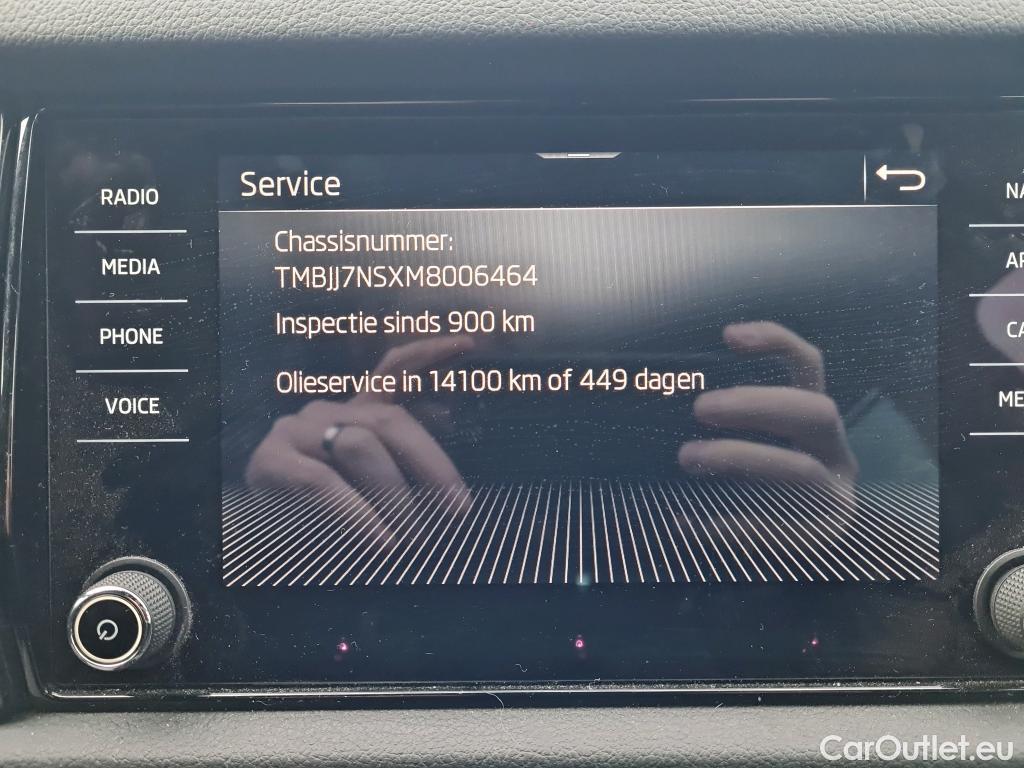 Service
RADIO
MEDIA
PHONE
VOICE
Chassisnummer:
TMBJJ7NSXM8006464
Inspectie sinds 900 km
Olieservice in 14100 km of 449 dagen
CarOutlet.eu